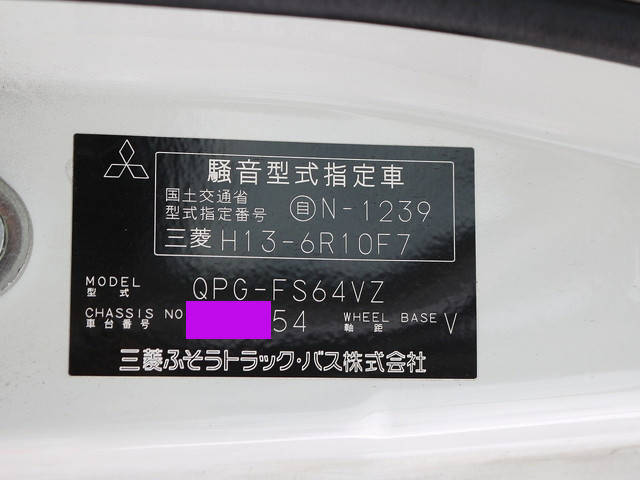 騒音型式指定車
国土交通省
型式指定番号 自N-1239
三菱 H13-6R10F7
MODEL
型式 QPG-FS64VZ
CHASSIS NO
車台番号 54 WHEEL BASE
軸距 V
三菱ふそうトラック・バス株式会社